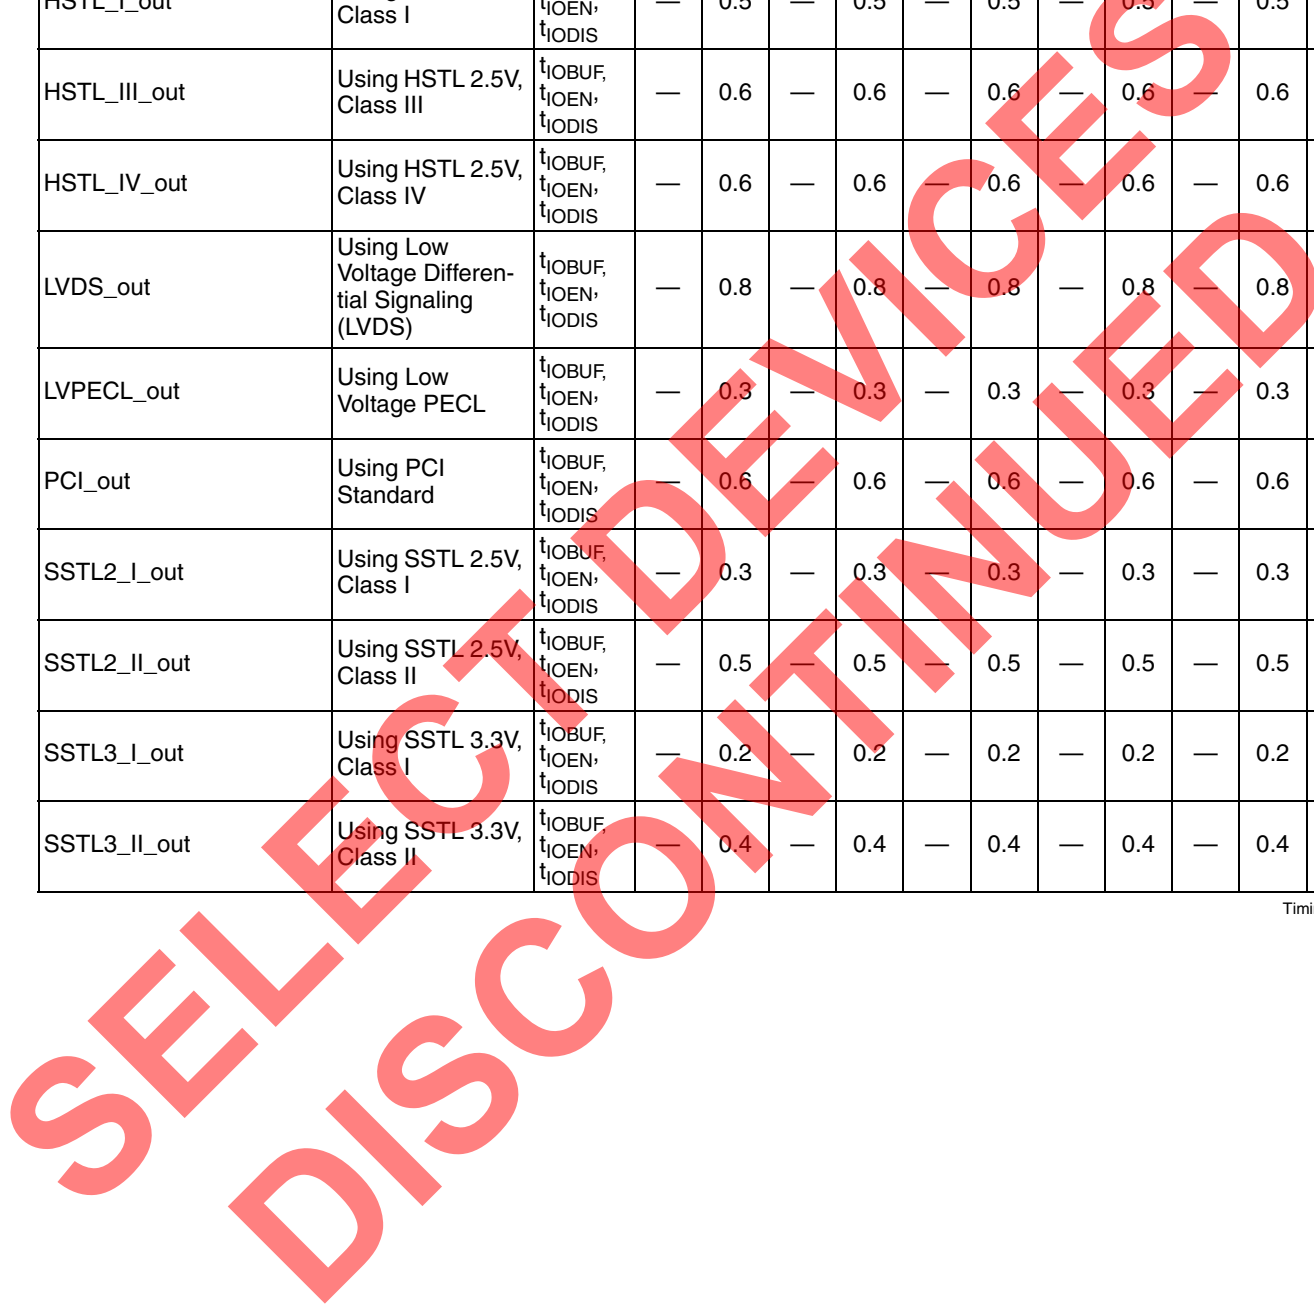 HSTL_I_out Class I tIOEN, tIODIS — 0.5 — 0.5 — 0.5 — 0.5 — 0.5
HSTL_III_out Using HSTL 2.5V, Class III tIOBUF, tIOEN, tIODIS — 0.6 — 0.6 — 0.6 — 0.6 — 0.6
HSTL_IV_out Using HSTL 2.5V, Class IV tIOBUF, tIOEN, tIODIS — 0.6 — 0.6 — 0.6 — 0.6 — 0.6
LVDS_out Using Low Voltage Differen-tial Signaling (LVDS) tIOBUF, tIOEN, tIODIS — 0.8 — 0.8 — 0.8 — 0.8 — 0.8
LVPECL_out Using Low Voltage PECL tIOBUF, tIOEN, tIODIS — 0.3 — 0.3 — 0.3 — 0.3 — 0.3
PCI_out Using PCI Standard tIOBUF, tIOEN, tIODIS — 0.6 — 0.6 — 0.6 — 0.6 — 0.6
SSTL2_I_out Using SSTL 2.5V, Class I tIOBUF, tIOEN, tIODIS — 0.3 — 0.3 — 0.3 — 0.3 — 0.3
SSTL2_II_out Using SSTL 2.5V, Class II tIOBUF, tIOEN, tIODIS — 0.5 — 0.5 — 0.5 — 0.5 — 0.5
SSTL3_I_out Using SSTL 3.3V, Class I tIOBUF, tIOEN, tIODIS — 0.2 — 0.2 — 0.2 — 0.2 — 0.2
SSTL3_II_out Using SSTL 3.3V, Class II tIOBUF, tIOEN, tIODIS — 0.4 — 0.4 — 0.4 — 0.4 — 0.4
Timi
SELECT DEVICES
DISCONTINUED